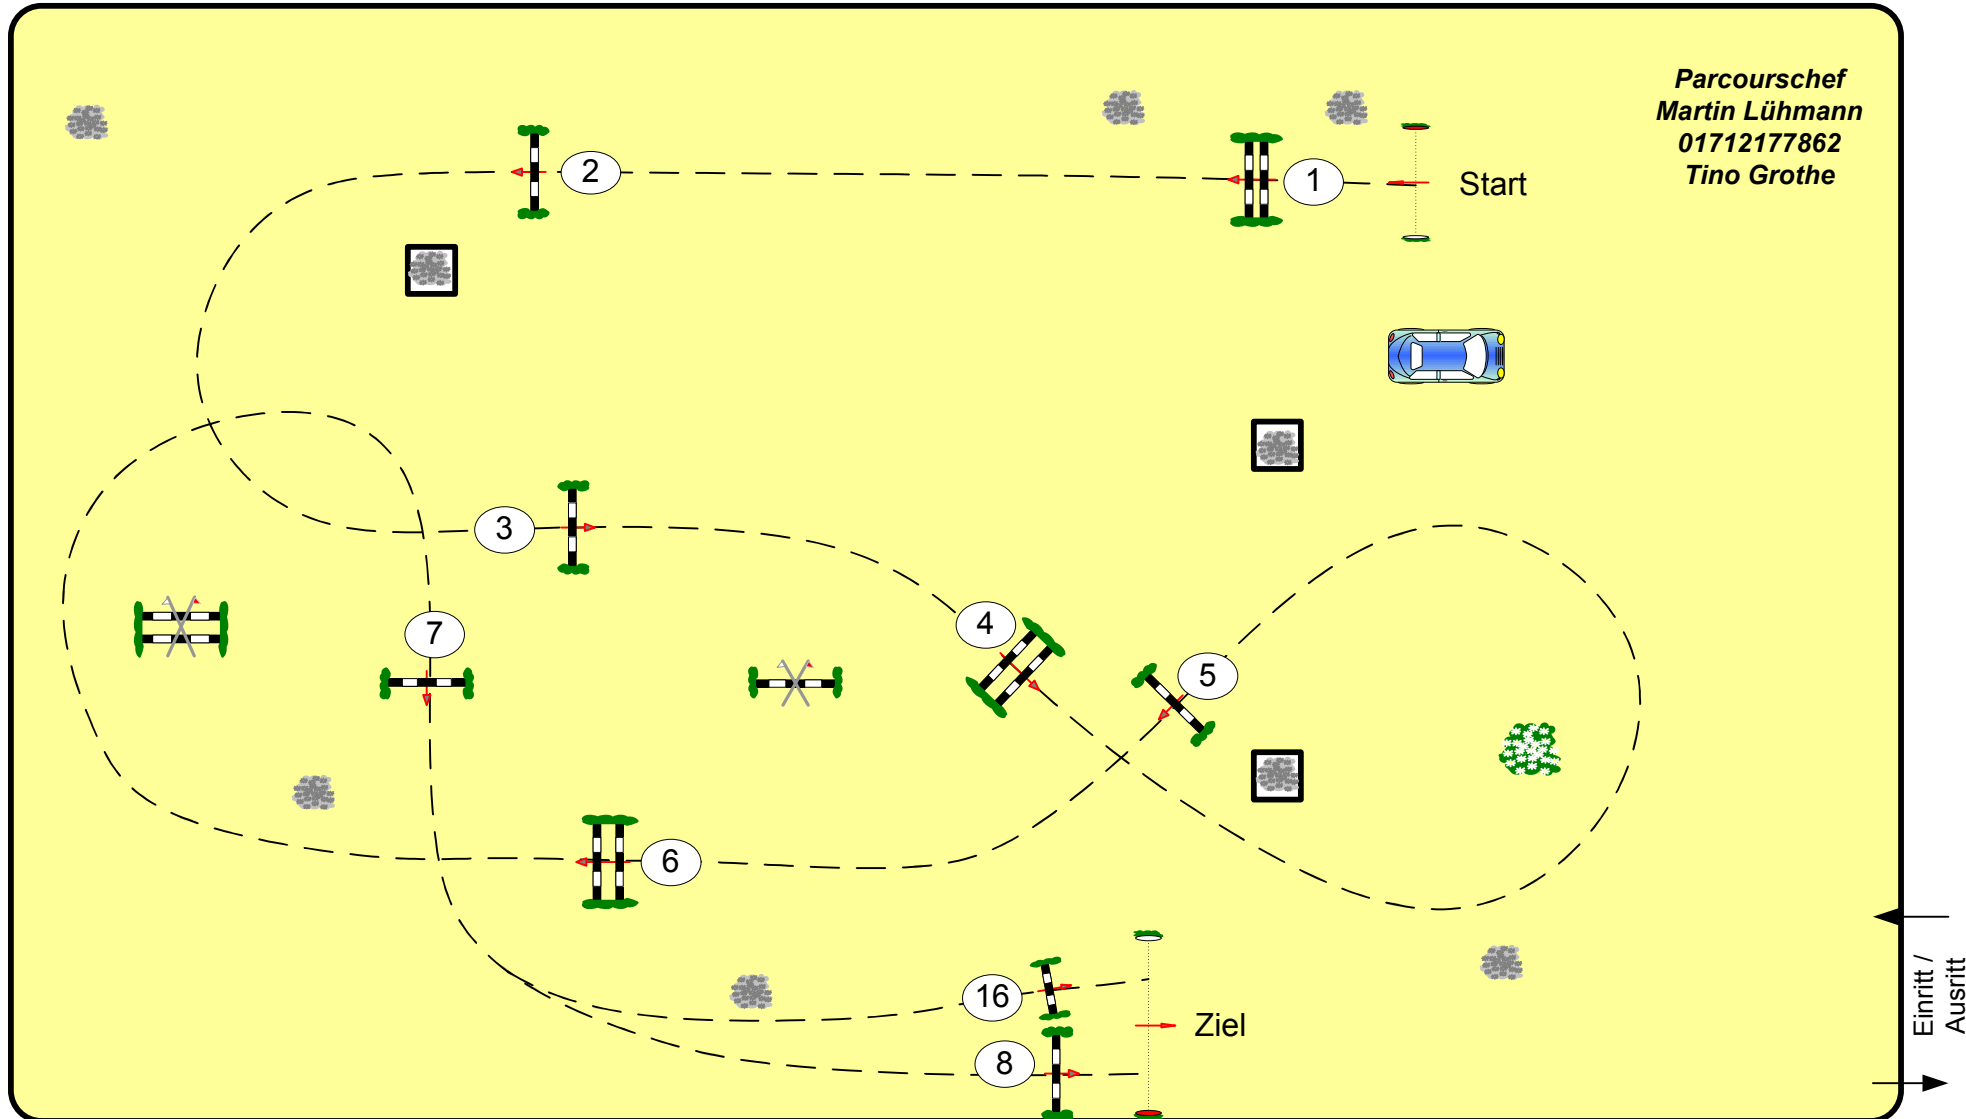 Parcourschef
Martin Lühmann
01712177862
Tino Grothe
2
1
Start
3
4
7
5
6
16
Ziel
8
Einritt /
Ausritt